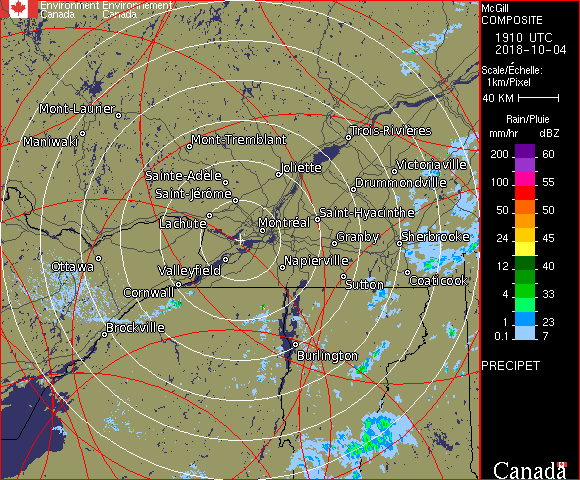 Environment Environnement
Canada Canada
McGill
COMPOSITE
1910 UTC
2018-10-04
Scale/Échelle:
1km/Pixel
40 KM
Rain/Pluie
mm/hr dBZ
200 60
100 55
50 50
24 45
12 40
4 33
1 23
0.1 7
PRECIPET
Canada
Mont-Laurier
Maniwaki
Mont-Tremblant
Trois-Rivières
Sainte-Adèle
Joliette
Victoriaville
Saint-Jérôme
Drummondville
Lachute
Montréal
Saint-Hyacinthe
Granby
Sherbrooke
Ottawa
Valleyfield
Napierville
Cornwall
Sutton
Coaticook
Brockville
Burlington